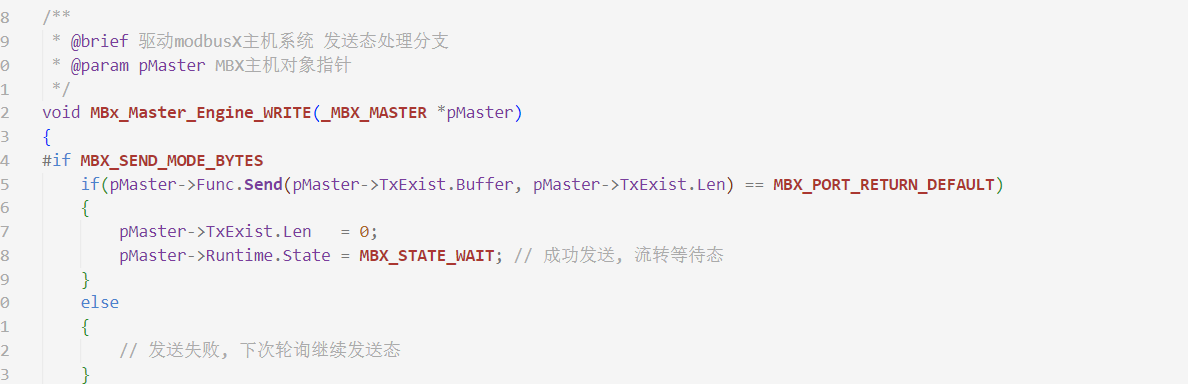 8 /**
9 * @brief 驱动modbusX主机系统 发送态处理分支
0 * @param pMaster MBX主机对象指针
1 */
2 void MBx_Master_Engine_WRITE(_MBX_MASTER *pMaster)
3 {
4 #if MBX_SEND_MODE_BYTES
5 if(pMaster->Func.Send(pMaster->TxExist.Buffer, pMaster->TxExist.Len) == MBX_PORT_RETURN_DEFAULT)
6 {
7 pMaster->TxExist.Len   = 0;
8 pMaster->Runtime.State = MBX_STATE_WAIT; // 成功发送, 流转等待态
9 }
0 else
1 {
2 // 发送失败, 下次轮询继续发送态
3 }